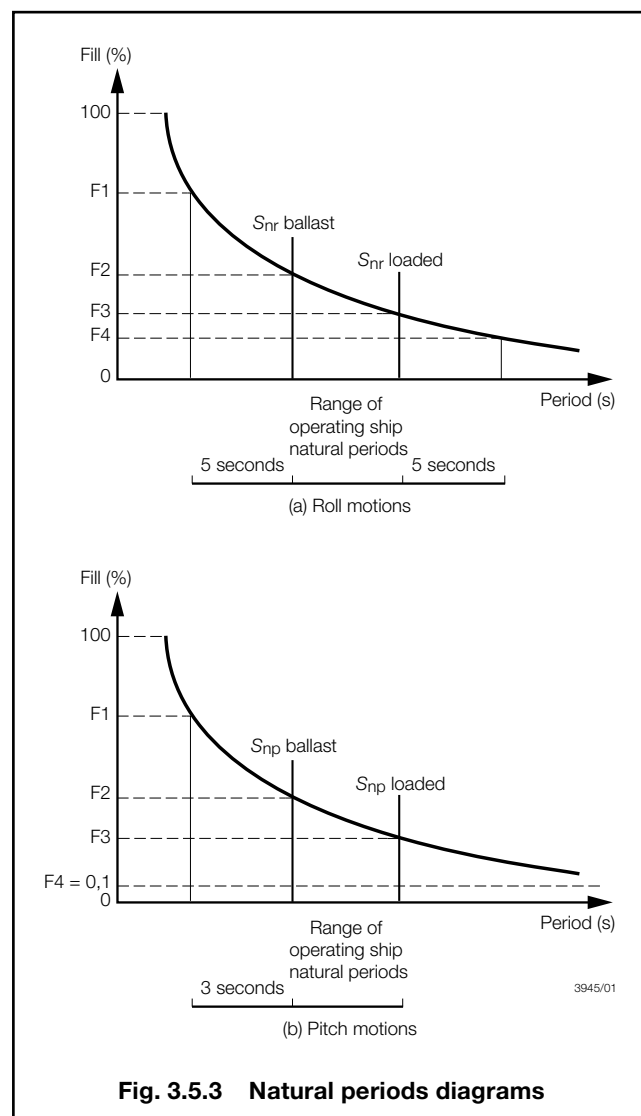 Fill (%)
100
F1
Snr ballast
F2
Snr loaded
F3
F4
0
Period (s)
Range of
operating ship
natural periods
5 seconds
5 seconds
(a) Roll motions
Fill (%)
100
F1
Snp ballast
F2
Snp loaded
F3
F4 = 0,1
0
Period (s)
Range of
operating ship
natural periods
3 seconds
3945/01
(b) Pitch motions
Fig. 3.5.3 Natural periods diagrams